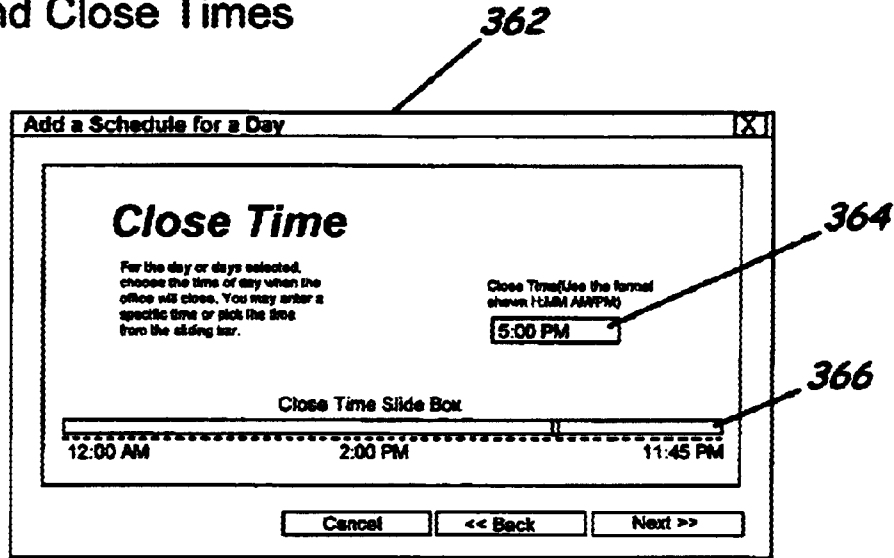 nd Close Times
362
Add a Schedule for a Day
X
Close Time
364
For the day or days selected,
choose the time of day when the
office will close. You may enter a
specific time or pick the time
from the sliding bar.
Close Time(Use the format
shown H:MM AM/PM)
5:00 PM
366
Close Time Slide Box
12:00 AM 2:00 PM 11:45 PM
Cancel << Back Next >>